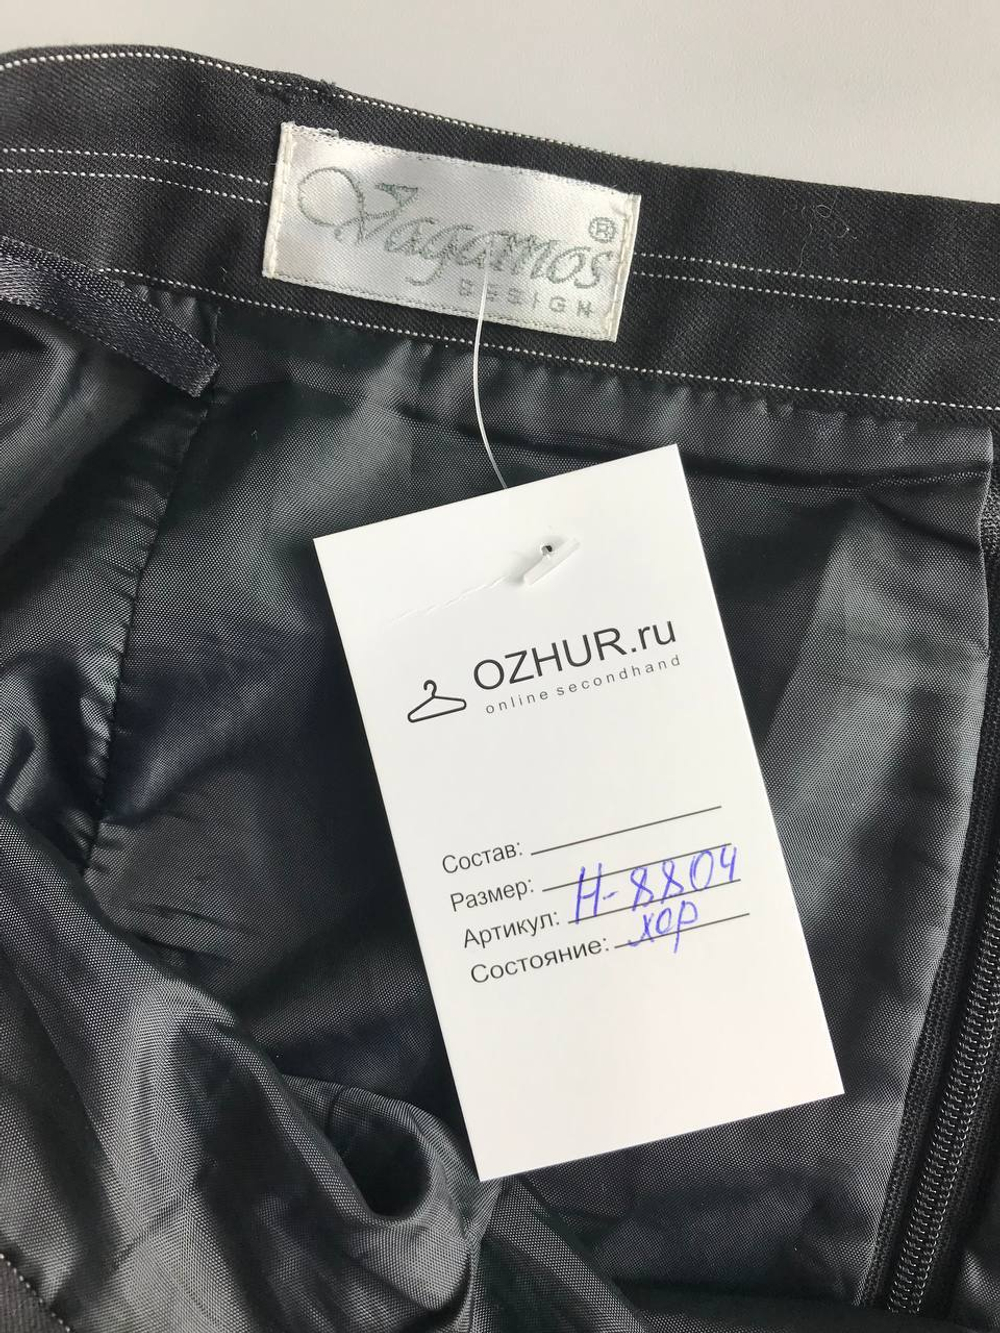 Vagamos ®
DESIGN
OZHUR.ru
online secondhand
Состав:
Размер:
Артикул: Н-8804
Состояние: хор